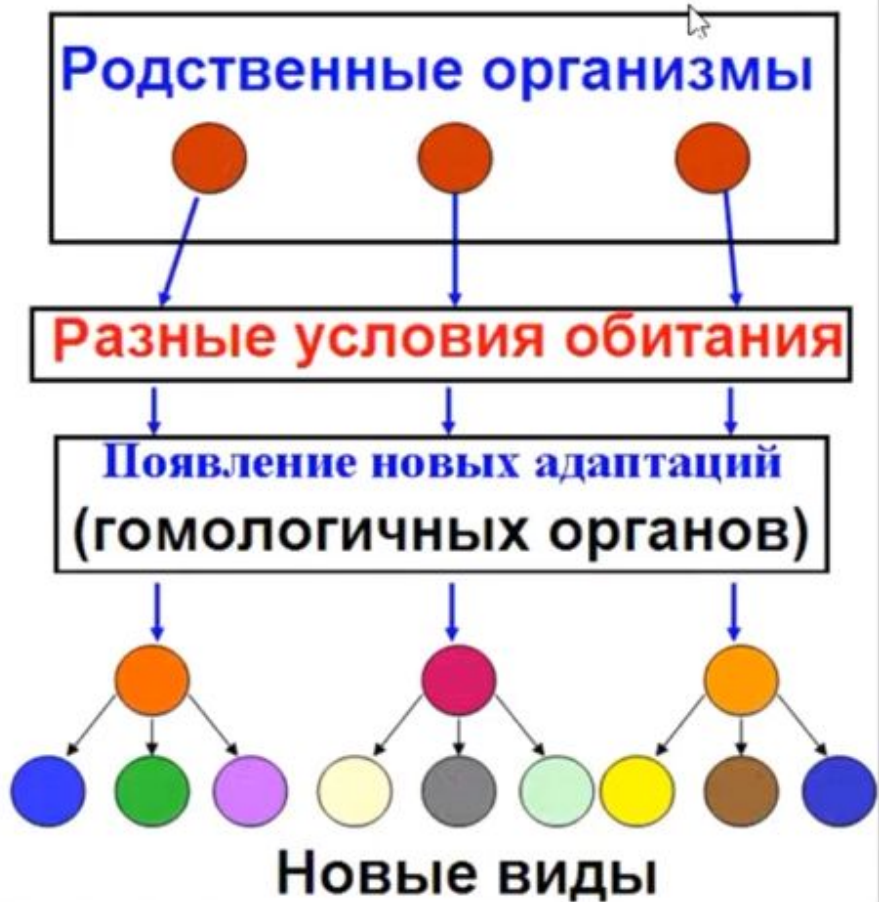 Родственные организмы
Разные условия обитания
Появление новых адаптаций
(гомологичных органов)
Новые виды